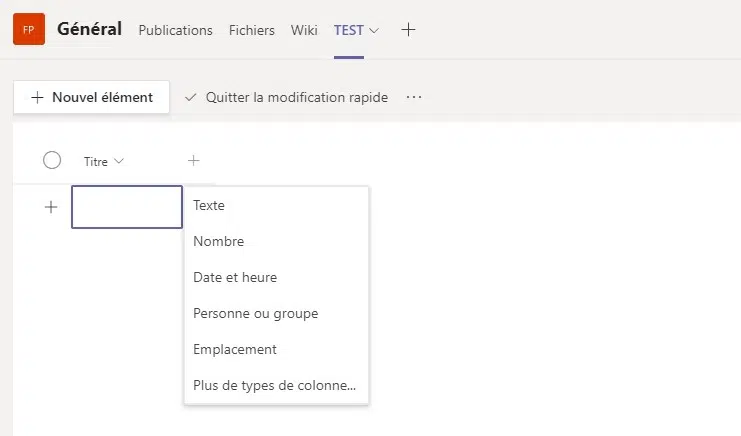 FP Général Publications Fichiers Wiki TEST
Nouvel élément Quitter la modification rapide
Titre
Texte
Nombre
Date et heure
Personne ou groupe
Emplacement
Plus de types de colonne...